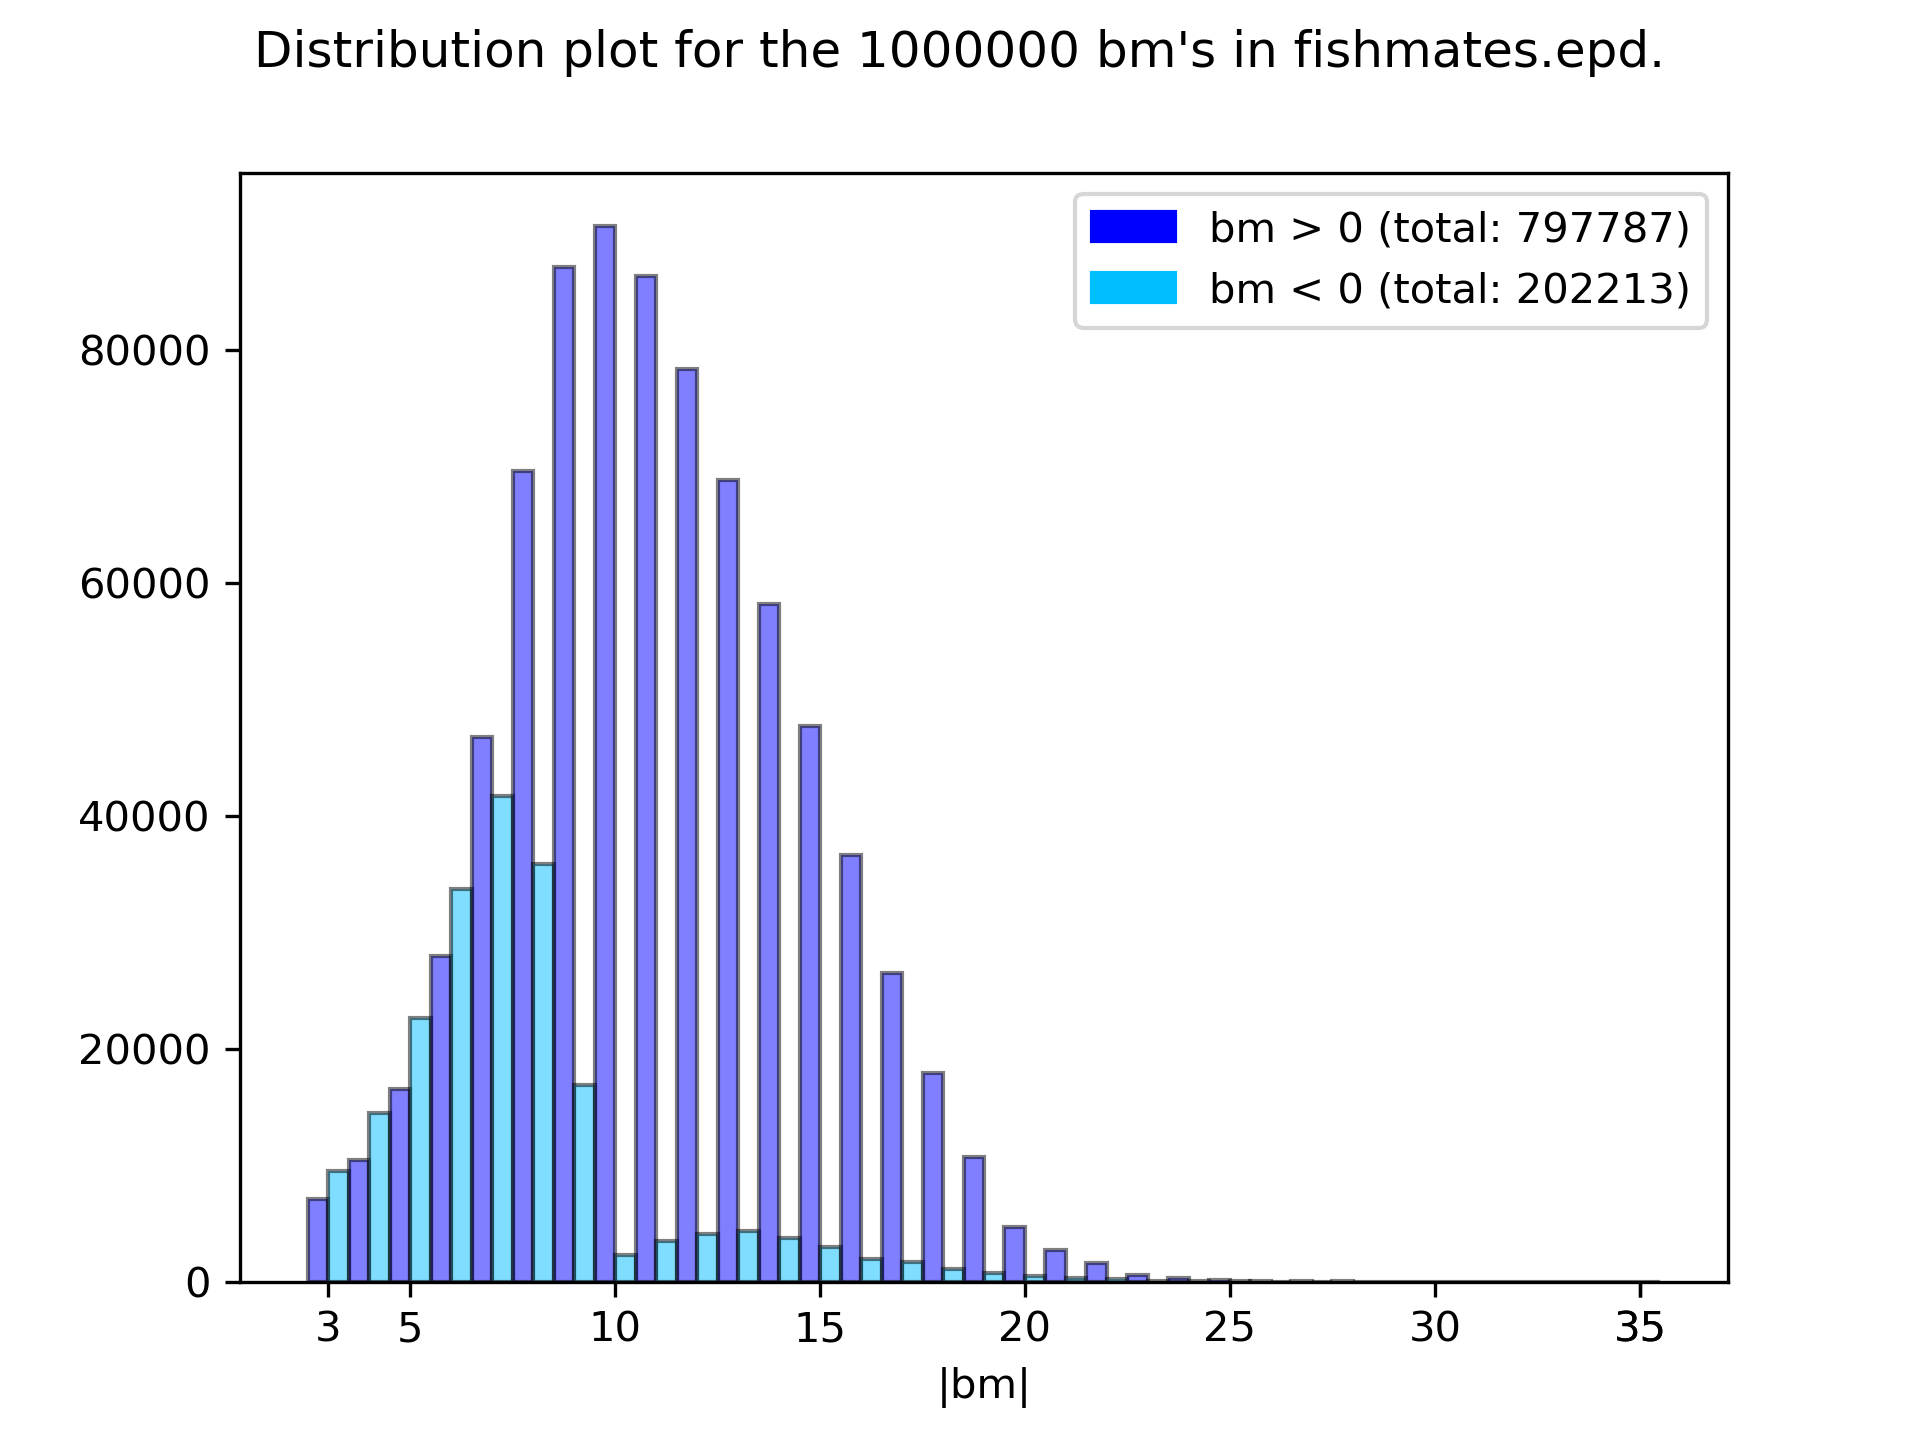 Distribution plot for the 1000000 bm's in fishmates.epd.
bm > 0 (total: 797787)
bm < 0 (total: 202213)
80000
60000
40000
20000
0
3 5 10 15 20 25 30 35
|bm|